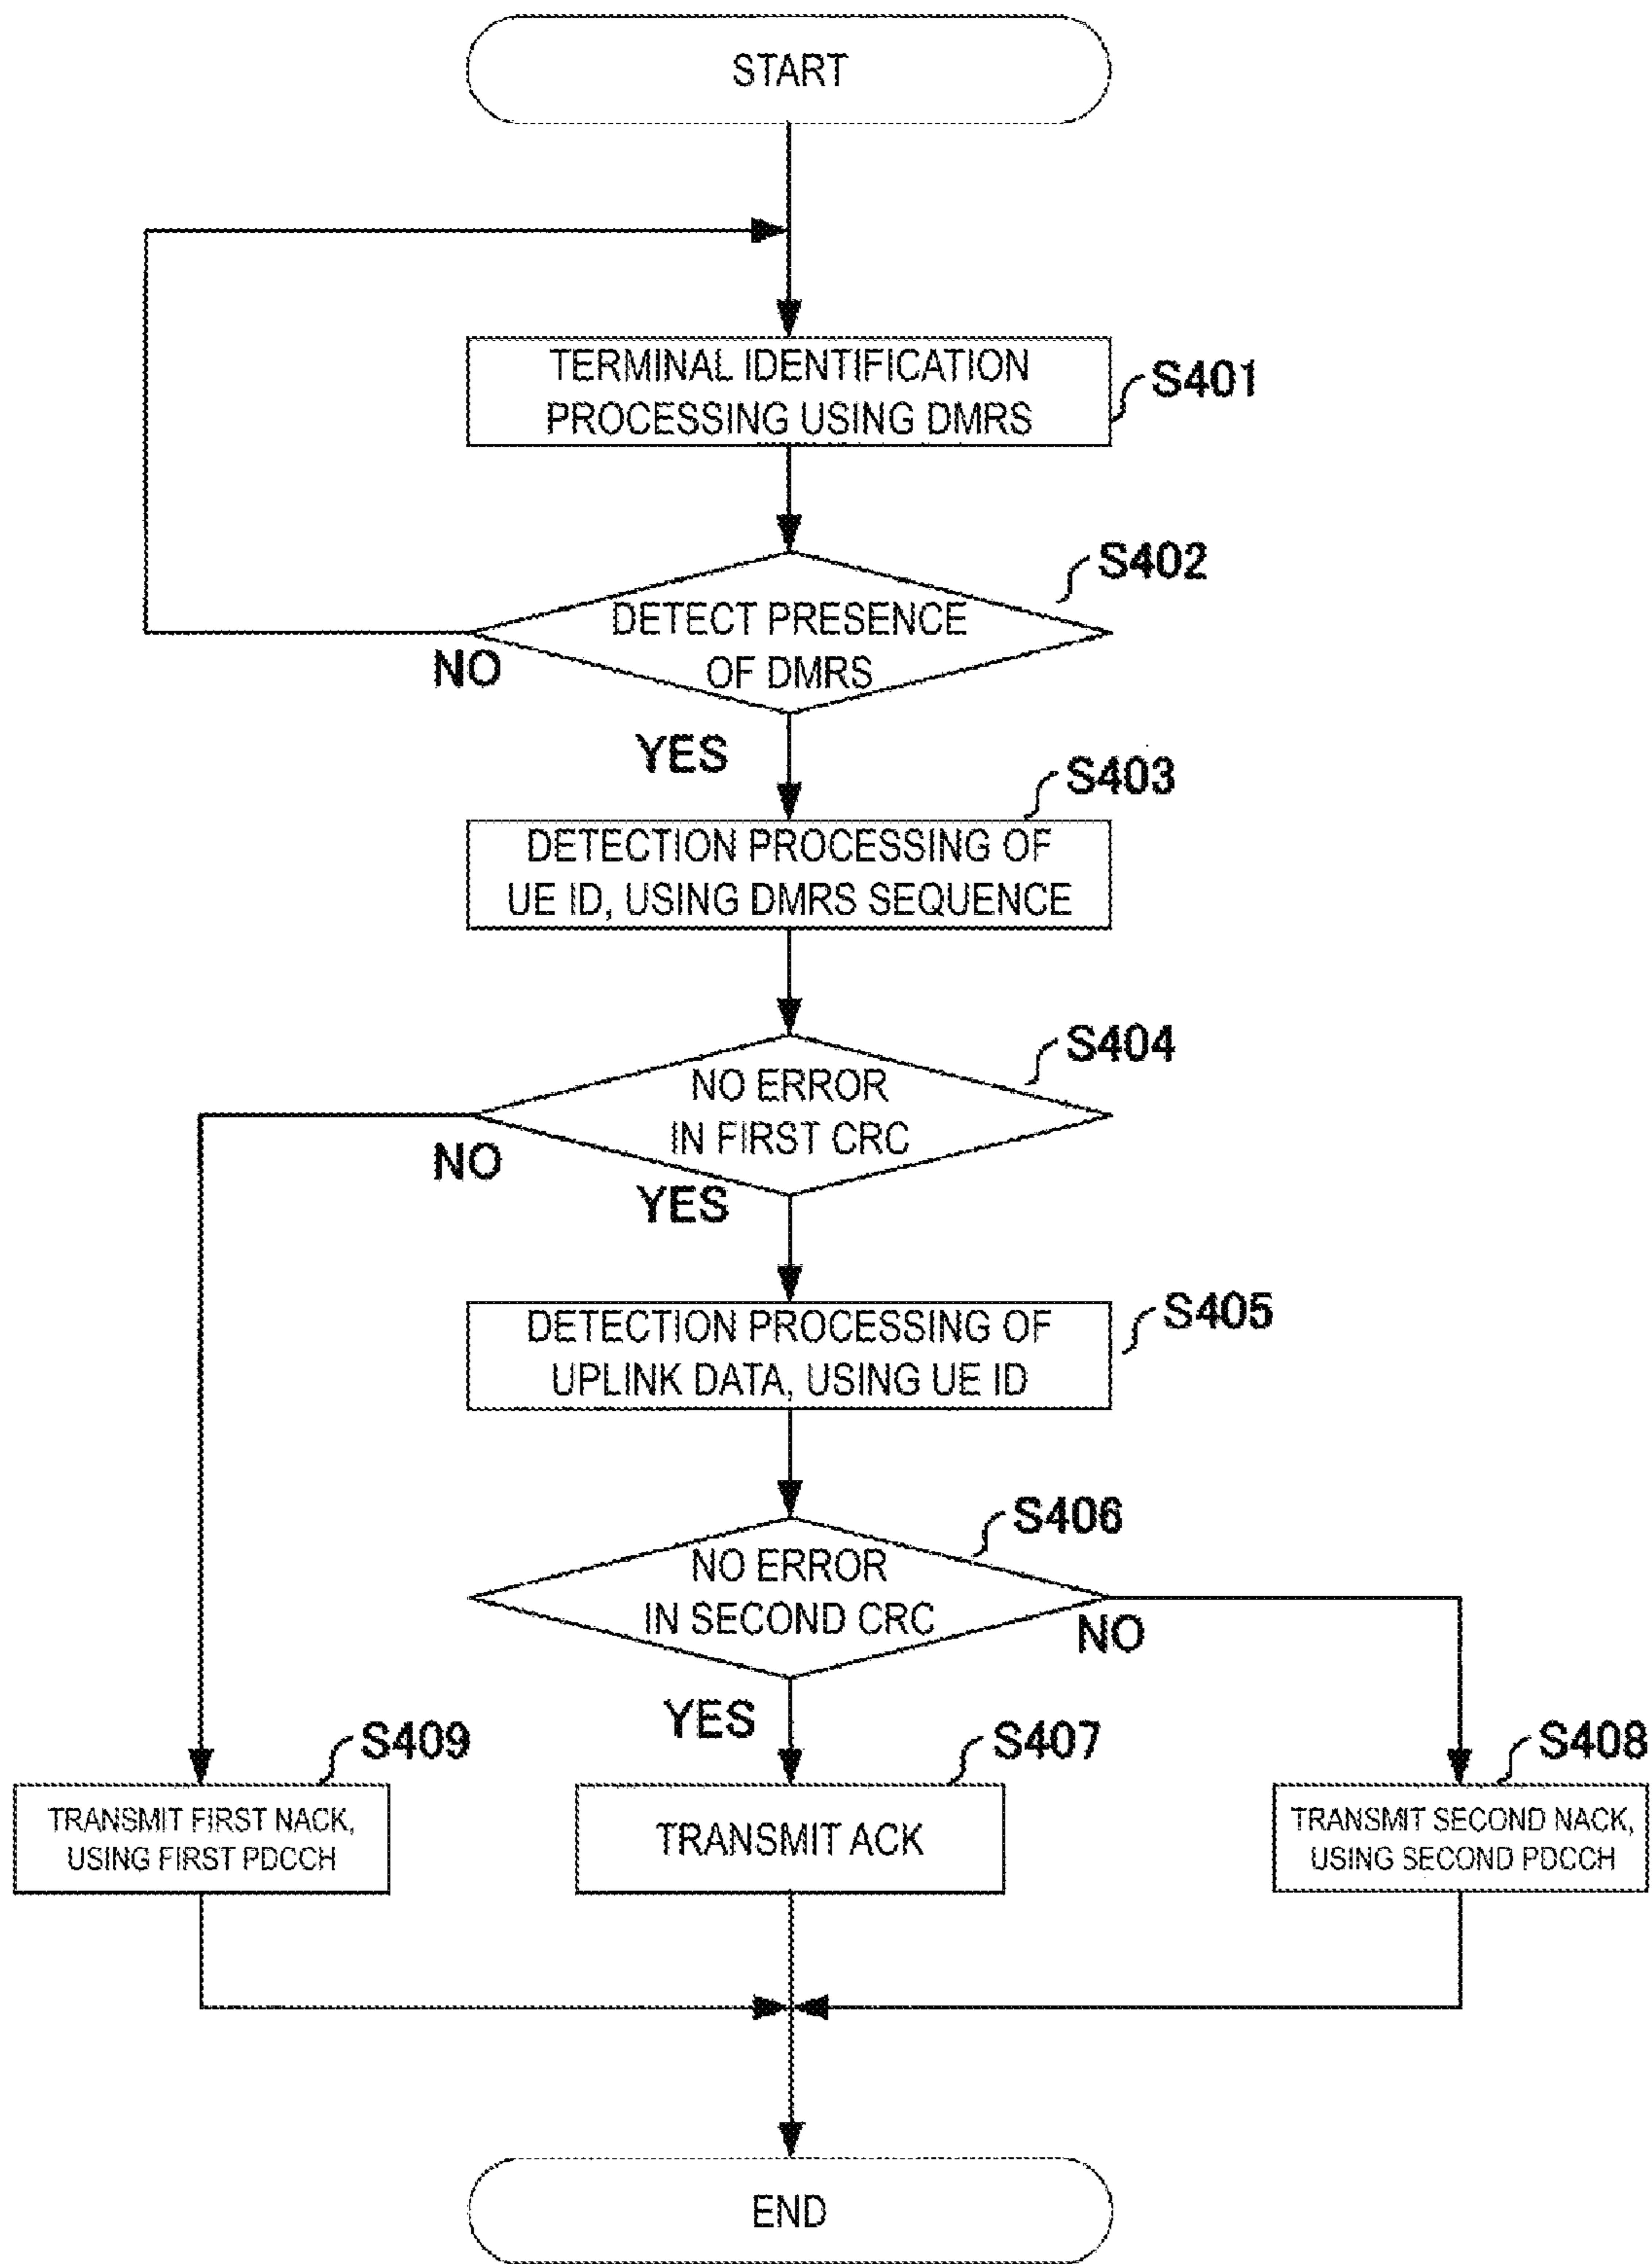 START
TERMINAL IDENTIFICATION
PROCESSING USING DMRS
S401
S402
DETECT PRESENCE
OF DMRS
NO
YES
S403
DETECTION PROCESSING OF
UE ID, USING DMRS SEQUENCE
S404
NO ERROR
IN FIRST CRC
NO
YES
DETECTION PROCESSING OF
UPLINK DATA, USING UE ID
S405
S406
NO ERROR
IN SECOND CRC
NO
YES
S409
S407
S408
TRANSMIT FIRST NACK,
USING FIRST PDCCH
TRANSMIT ACK
TRANSMIT SECOND NACK,
USING SECOND PDCCH
END